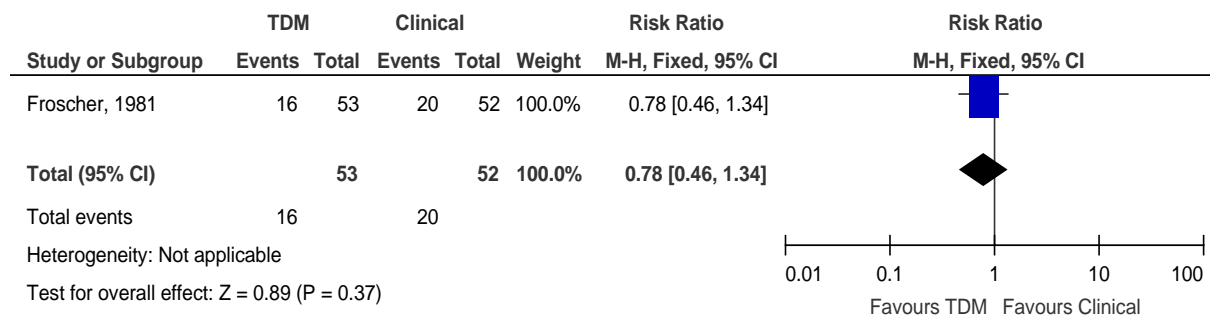 TDM Clinical Risk Ratio Risk Ratio
Study or Subgroup Events Total Events Total Weight M-H, Fixed, 95% CI M-H, Fixed, 95% CI
Froscher, 1981 16 53 20 52 100.0% 0.78 [0.46, 1.34]
Total (95% CI) 53 52 100.0% 0.78 [0.46, 1.34]
Total events 16 20
Heterogeneity: Not applicable
Test for overall effect: Z = 0.89 (P = 0.37)
0.01 0.1 1 10 100
Favours TDM Favours Clinical